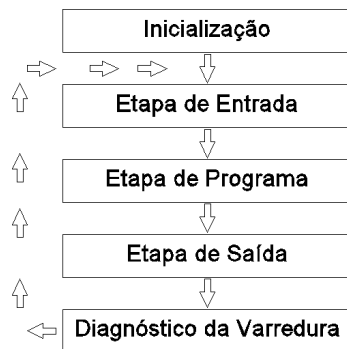 Inicialização
Etapa de Entrada
Etapa de Programa
Etapa de Saída
Diagnóstico da Varredura